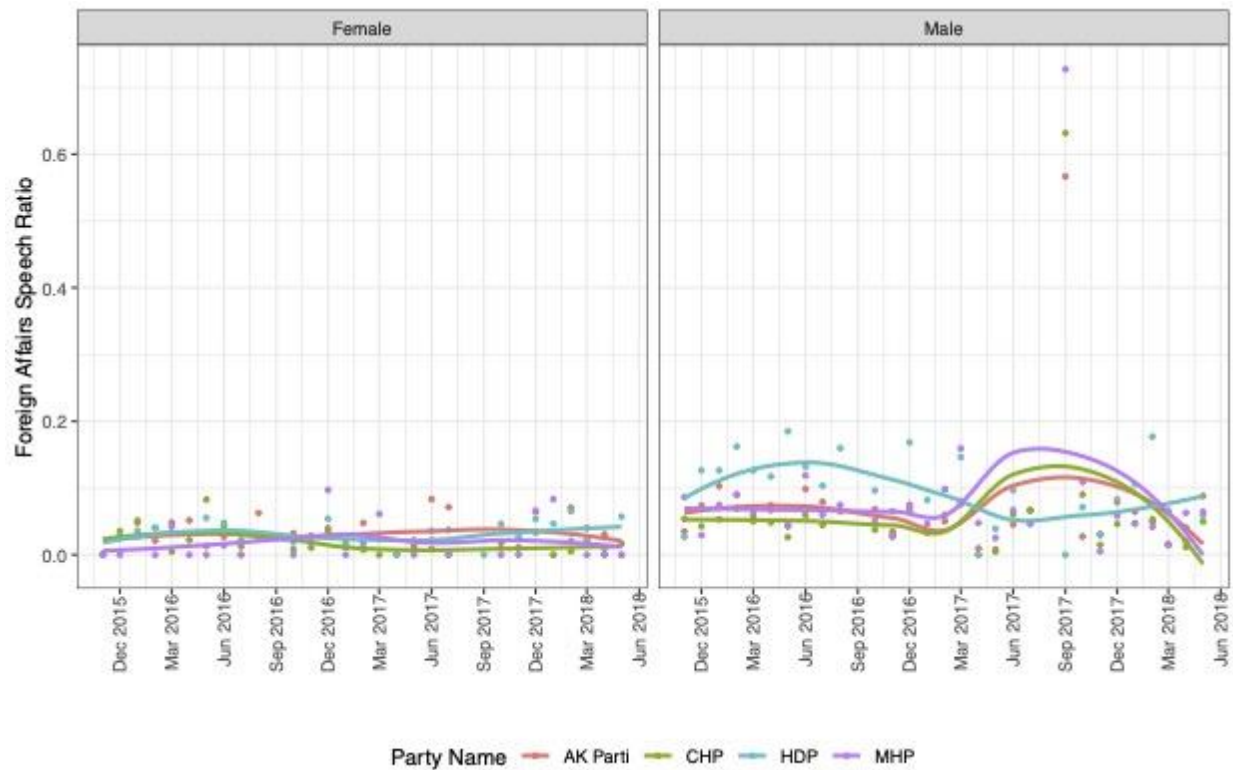 Female
Male
Foreign Affairs Speech Ratio
0.6
0.4
0.2
0.0
Dec 2015
Mar 2016
Jun 2016
Sep 2016
Dec 2016
Mar 2017
Jun 2017
Sep 2017
Dec 2017
Mar 2018
Jun 2018
Dec 2015
Mar 2016
Jun 2016
Sep 2016
Dec 2016
Mar 2017
Jun 2017
Sep 2017
Dec 2017
Mar 2018
Jun 2018
Party Name AK Parti CHP HDP MHP